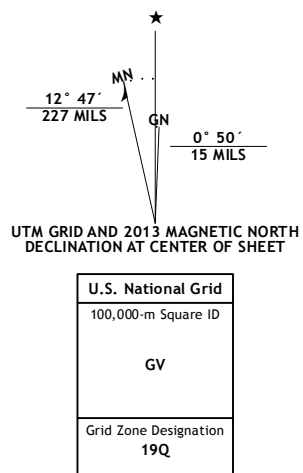 ★
MN
GN
12° 47´
227 MILS
0° 50´
15 MILS
UTM GRID AND 2013 MAGNETIC NORTH
DECLINATION AT CENTER OF SHEET
U.S. National Grid
100,000-m Square ID
GV
Grid Zone Designation
19Q